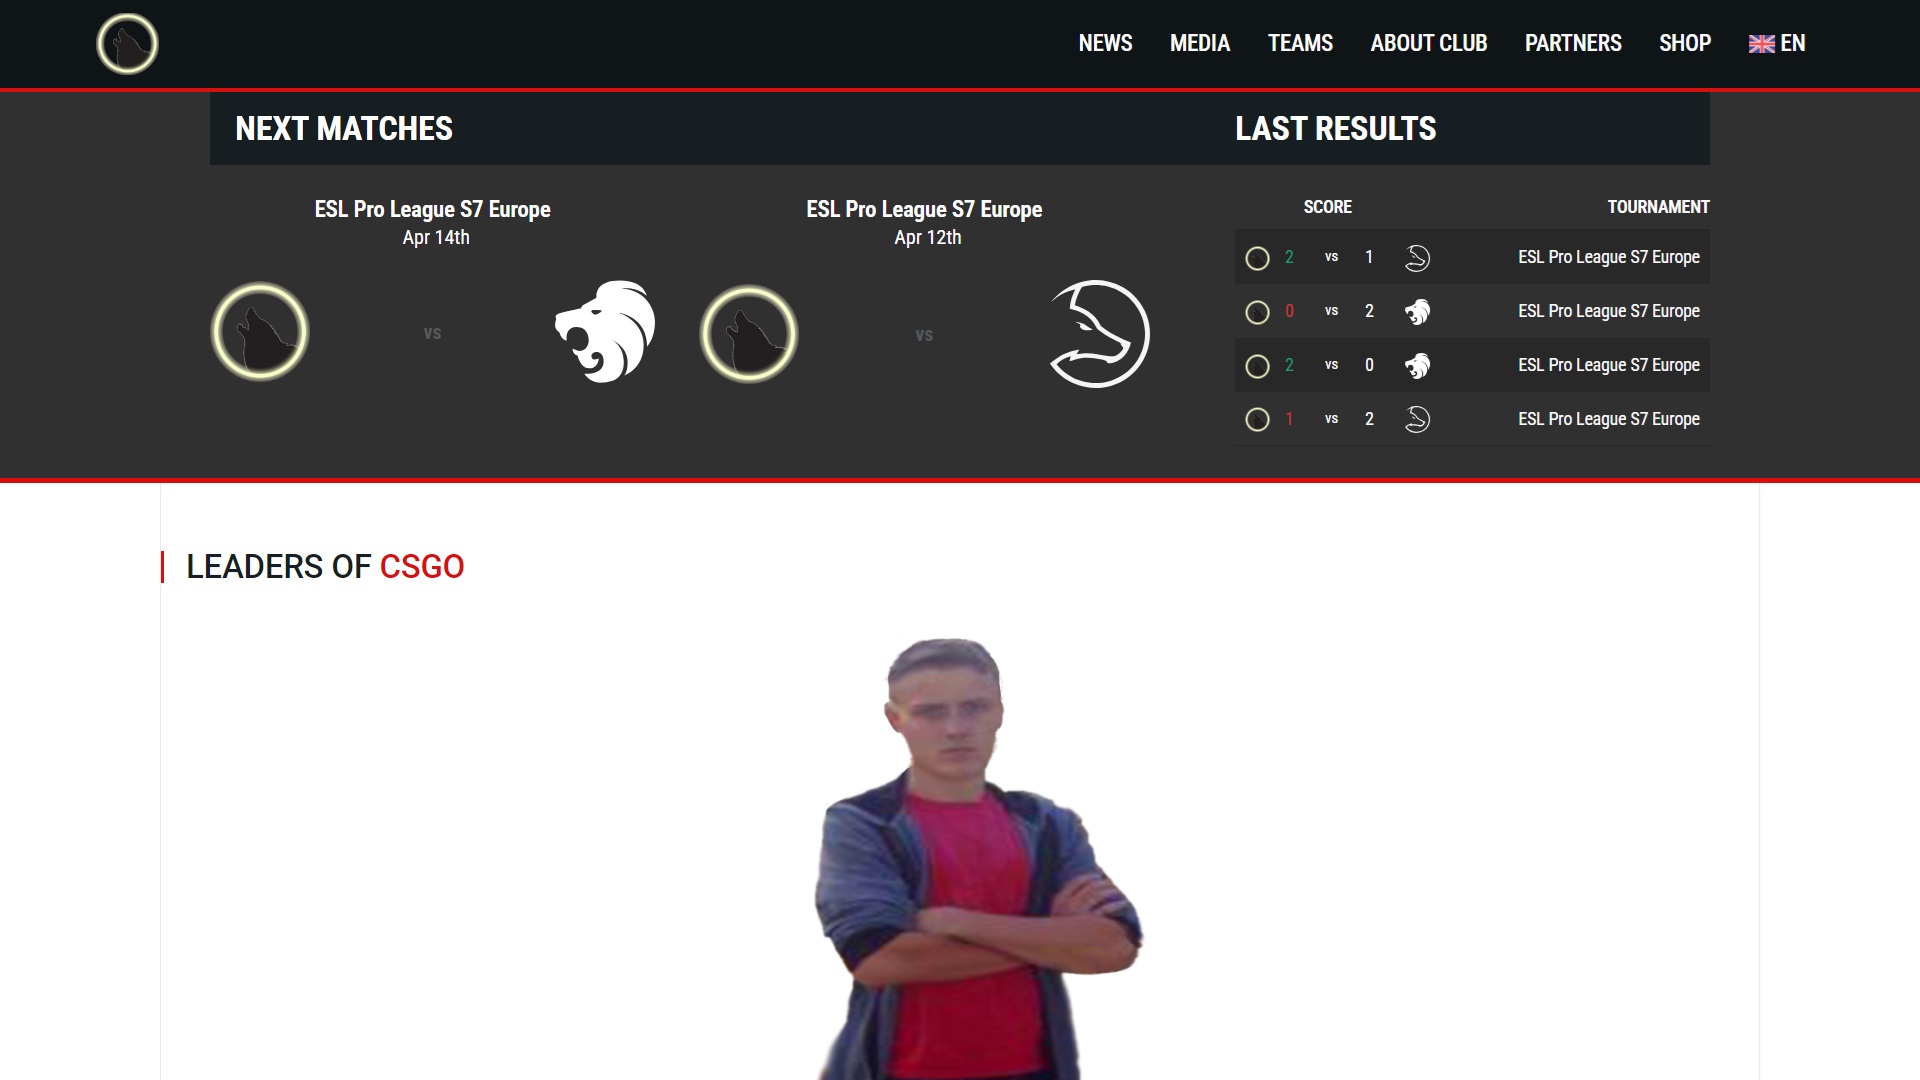 NEWS MEDIA TEAMS ABOUT CLUB PARTNERS SHOP EN
NEXT MATCHES
ESL Pro League S7 Europe
Apr 14th
vs
ESL Pro League S7 Europe
Apr 12th
vs
LAST RESULTS
SCORE TOURNAMENT
2 vs 1 ESL Pro League S7 Europe
0 vs 2 ESL Pro League S7 Europe
2 vs 0 ESL Pro League S7 Europe
1 vs 2 ESL Pro League S7 Europe
LEADERS OF CSGO